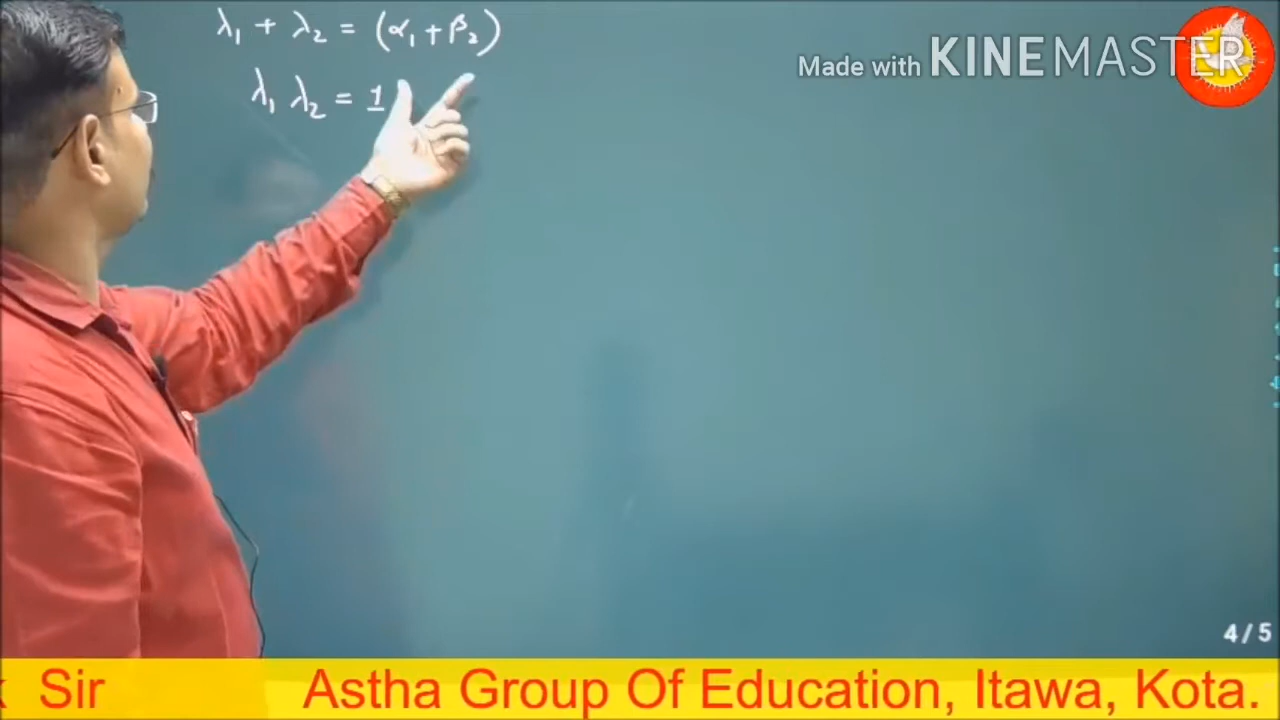 λ₁ + λ₂ = (α₁ + β₂)
Made with KINEMASTER
λ₁ λ₂ = 1
4/5
Sir Astha Group Of Education, Itawa, Kota.